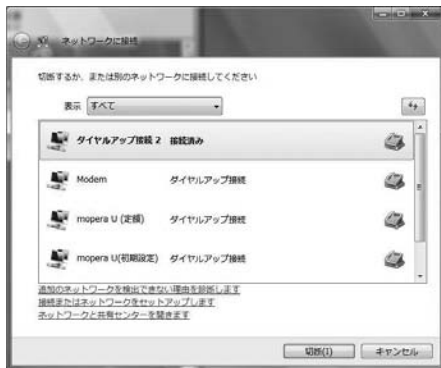 ネットワークに接続
切断するか、または別のネットワークに接続してください
表示 すべて
ダイヤルアップ接続 2 接続済み
Modem ダイヤルアップ接続
mopera U (定額) ダイヤルアップ接続
mopera U(初期設定) ダイヤルアップ接続
追加のネットワークを検出できない理由を診断します
接続またはネットワークをセットアップします
ネットワークと共有センターを開きます
切断(I) キャンセル